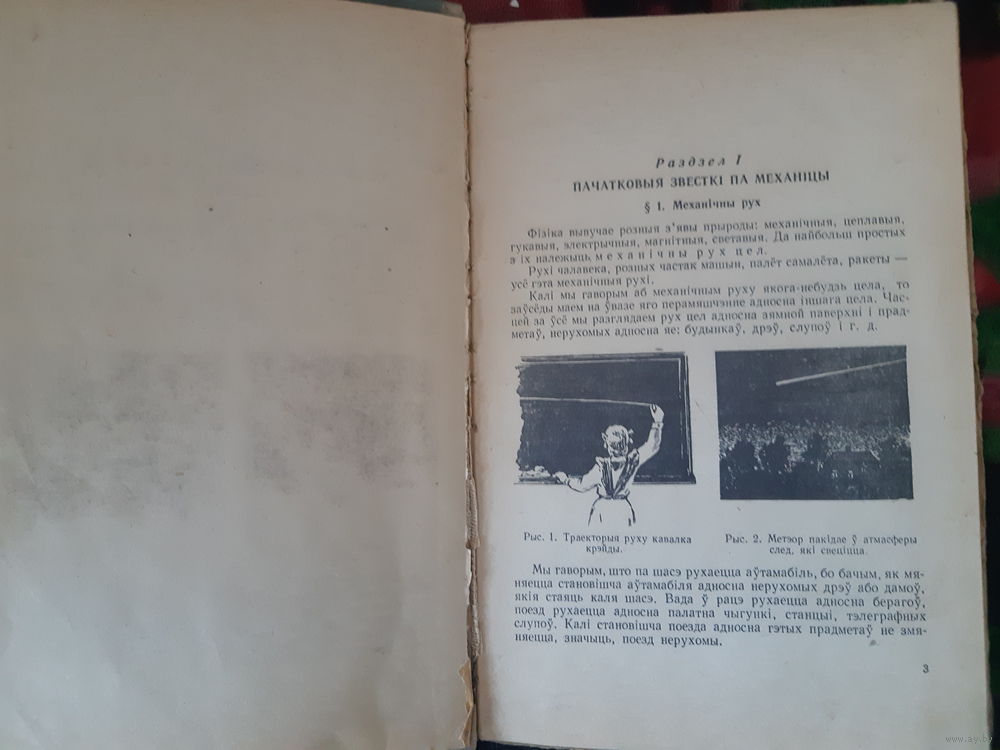 Раздзел I
ПАЧАТКОВЫЯ ЗВЕСТКІ ПА МЕХАНІЦЫ
§ 1. Механічны рух
Фізіка вывучае розныя з'явы прыроды: механічныя, цеплавыя,
гукавыя, электрычныя, магнітныя, светавыя. Да найбольш простых
з іх належыць механічны рух цел.
Рухі чалавека, розных частак машын, палёт самалёта, ракеты —
усё гэта механічныя рухі.
Калі мы гаворым аб механічным руху якога-небудзь цела, то
заўсёды маем на ўвазе яго перамяшчэнне адносна іншага цела. Час-
цей за ўсё мы разглядаем рух цел адносна зямной паверхні і прад-
метаў, нерухомых адносна яе: будынкаў, дрэў, слупоў і г. д.
Рыс. 1. Траекторыя руху кавалка
крэйды.
Рыс. 2. Метэор пакідае ў атмасферы
след, які свеціцца.
Мы гаворым, што па шасэ рухаецца аўтамабіль, бо бачым, як мя-
няецца становішча аўтамабіля адносна нерухомых дрэў або дамоў,
якія стаяць каля шасэ. Вада ў рацэ рухаецца адносна берагоў,
поезд рухаецца адносна палатна чыгункі, станцыі, тэлеграфных
слупоў. Калі становішча поезда адносна гэтых прадметаў не змя-
няецца, значыць, поезд нерухомы.
3
www.ay.by